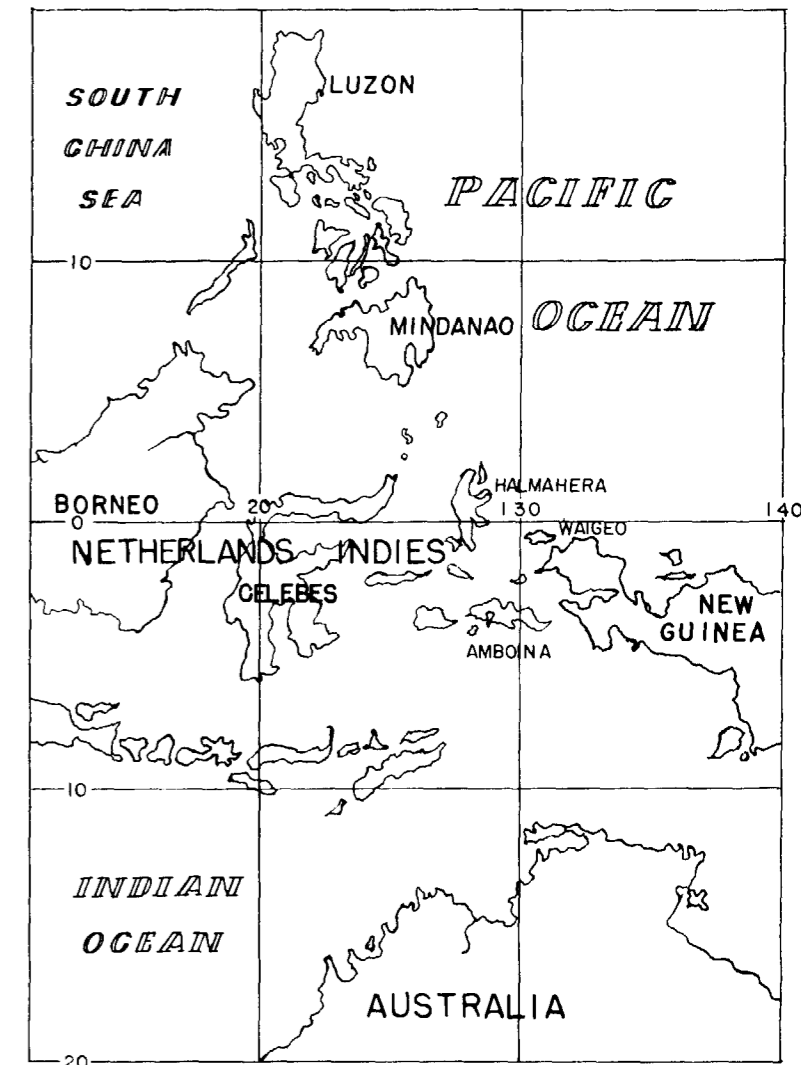 LUZON
SOUTH
CHINA
SEA
PACIFIC
10
OCEAN
MINDANAO
HALMAHERA
BORNEO
20
130
140
0
WAIGEO
NETHERLANDS INDIES
CELEBES
NEW
GUINEA
AMBOINA
10
INDIAN
OCEAN
AUSTRALIA
20